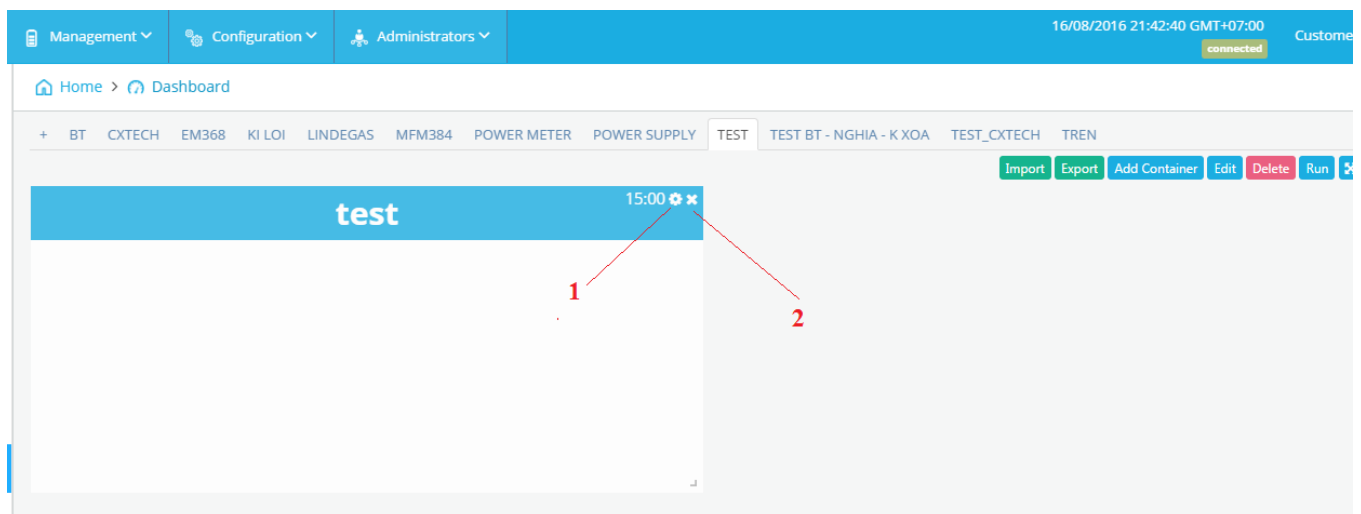 Management Configuration Administrators 16/08/2016 21:42:40 GMT+07:00 Custome
connected
Home > Dashboard
+ BT CXTECH EM368 KI LOI LINDEGAS MFM384 POWER METER POWER SUPPLY TEST TEST BT - NGHIA - K XOA TEST_CXTECH TREN
Import Export Add Container Edit Delete Run
test 15:00
1
2